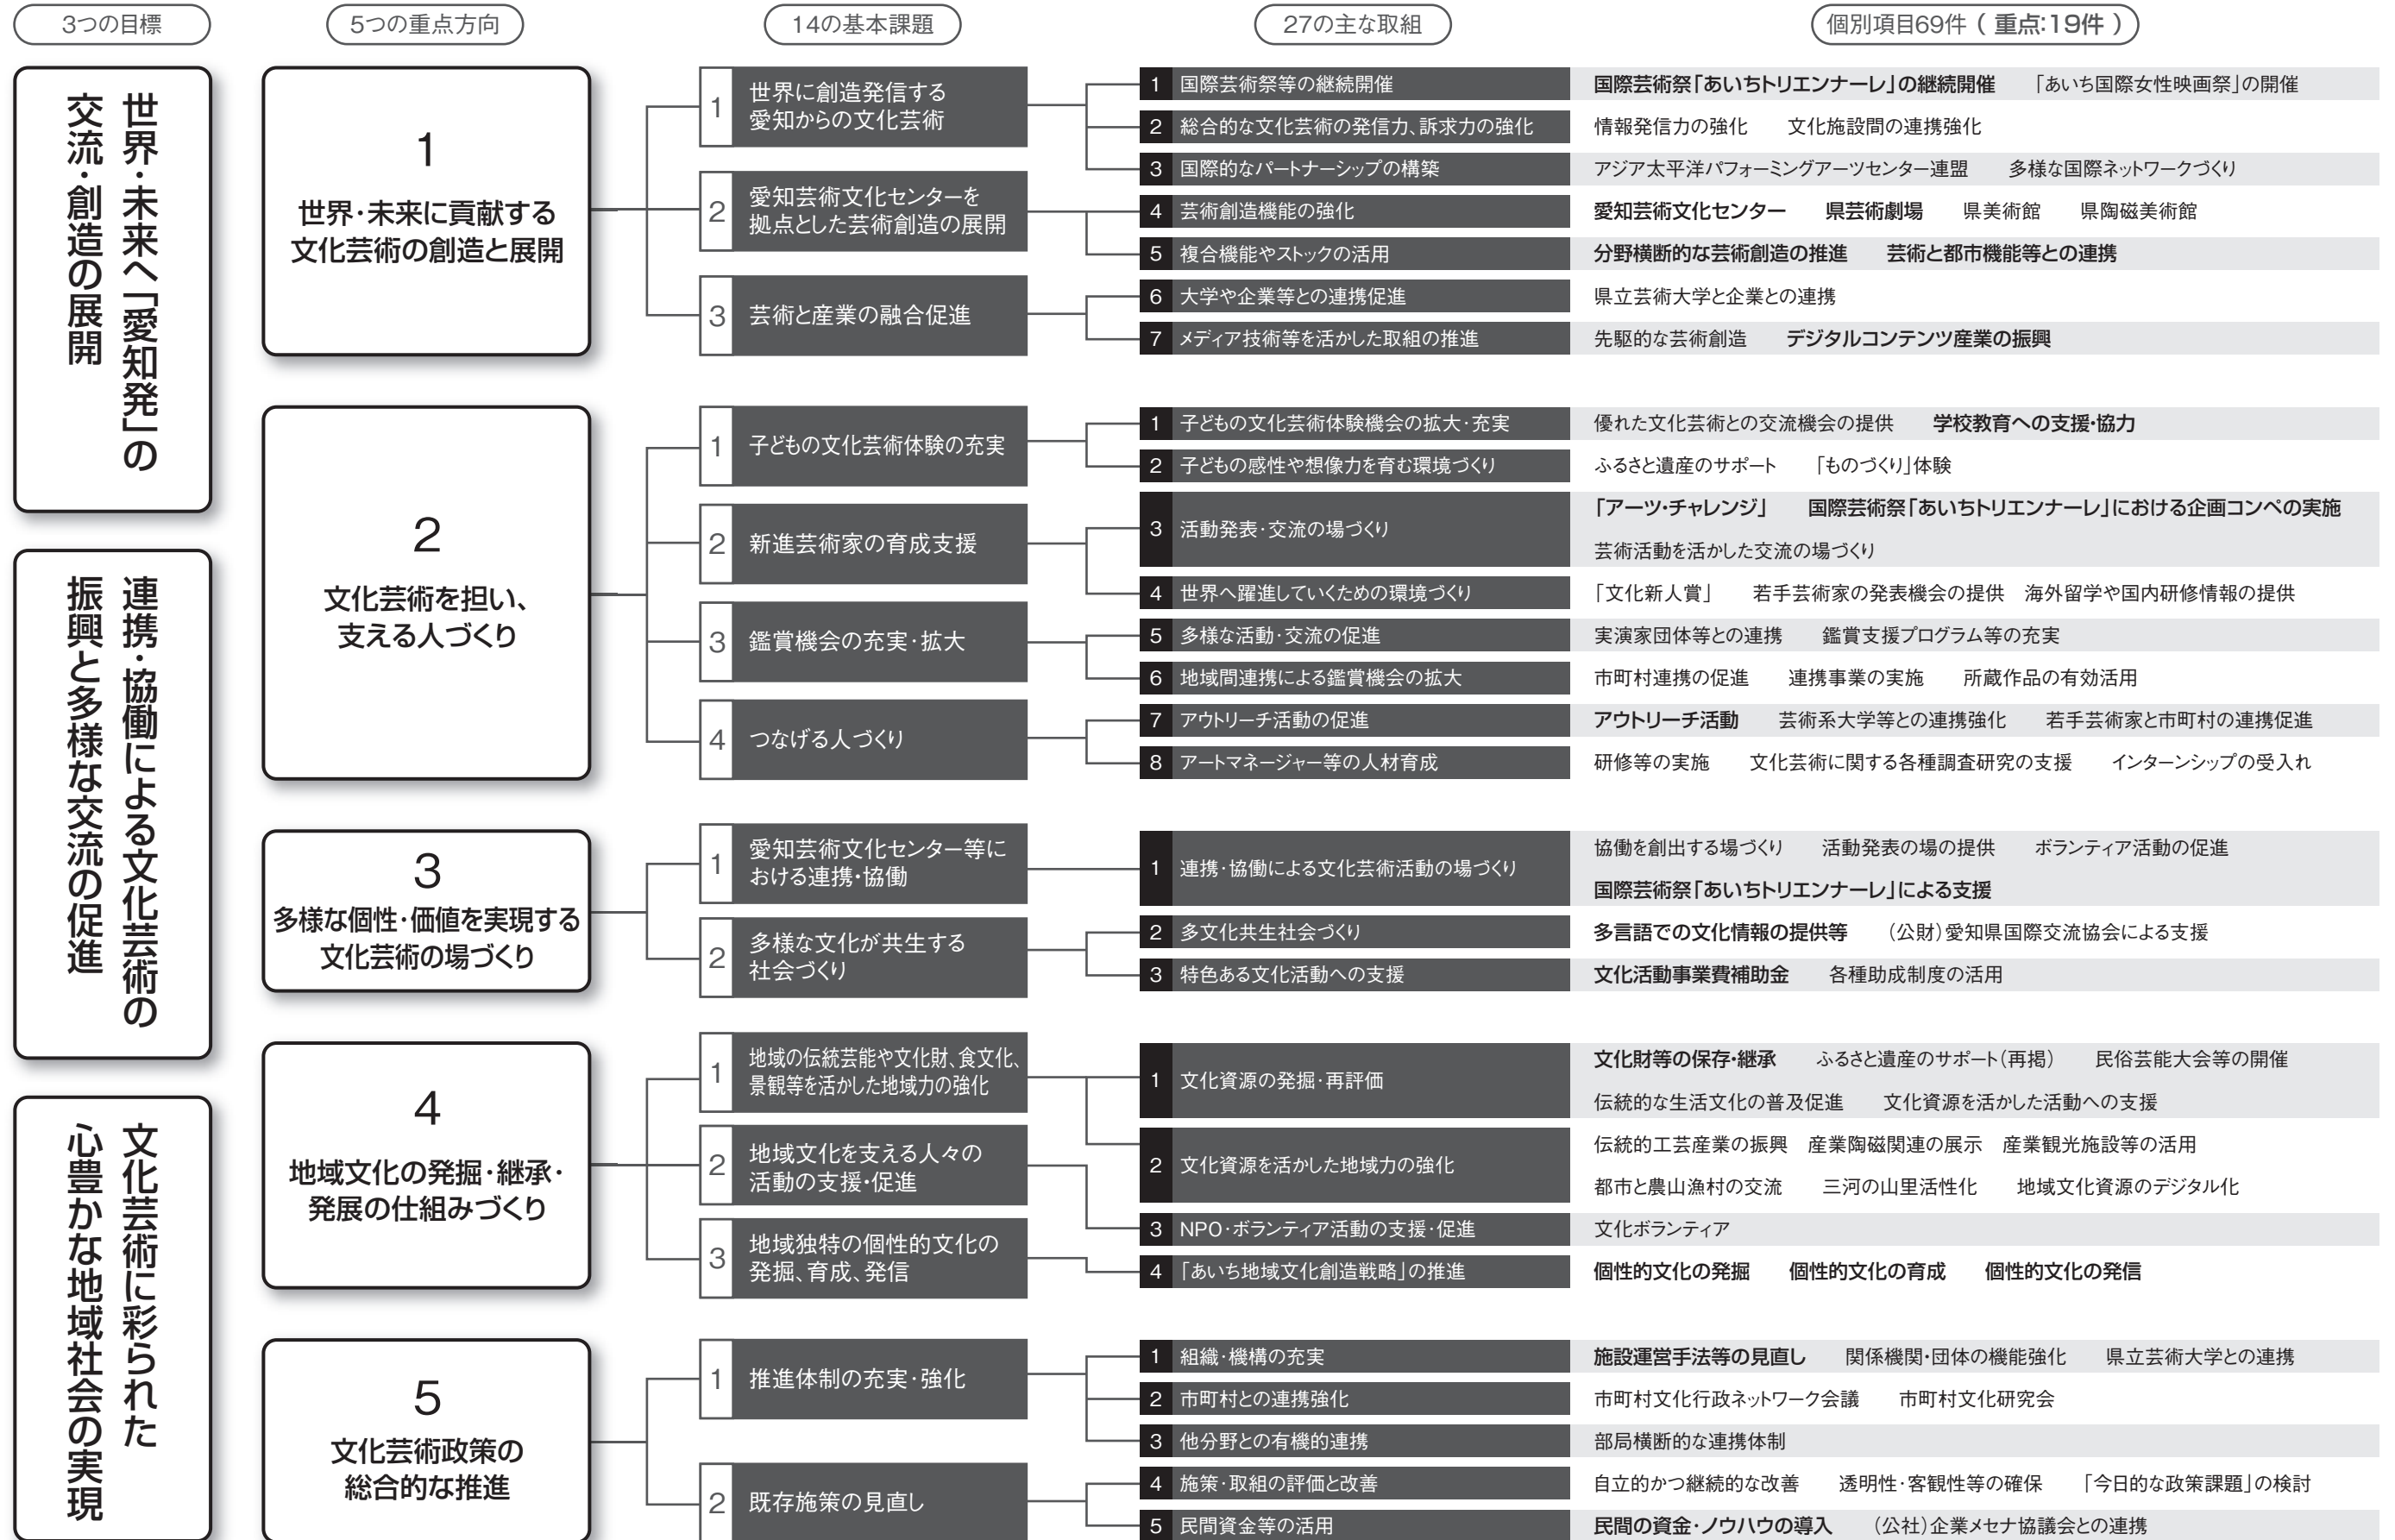 3つの目標
5つの重点方向
14の基本課題
27の主な取組
個別項目69件 ( 重点:19件 )
世界・未来へ「愛知発」の
交流・創造の展開
連携・協働による文化芸術の
振興と多様な交流の促進
文化芸術に彩られた
心豊かな地域社会の実現
1
世界・未来に貢献する
文化芸術の創造と展開
1 世界に創造発信する
愛知からの文化芸術
1 国際芸術祭等の継続開催
国際芸術祭「あいちトリエンナーレ」の継続開催 「あいち国際女性映画祭」の開催
2 総合的な文化芸術の発信力、訴求力の強化
情報発信力の強化 文化施設間の連携強化
3 国際的なパートナーシップの構築
アジア太平洋パフォーミングアーツセンター連盟 多様な国際ネットワークづくり
2 愛知芸術文化センターを
拠点とした芸術創造の展開
4 芸術創造機能の強化
愛知芸術文化センター 県芸術劇場 県美術館 県陶磁美術館
5 複合機能やストックの活用
分野横断的な芸術創造の推進 芸術と都市機能等との連携
3 芸術と産業の融合促進
6 大学や企業等との連携促進
県立芸術大学と企業との連携
7 メディア技術等を活かした取組の推進
先駆的な芸術創造 デジタルコンテンツ産業の振興
2
文化芸術を担い、
支える人づくり
1 子どもの文化芸術体験の充実
1 子どもの文化芸術体験機会の拡大・充実
優れた文化芸術との交流機会の提供 学校教育への支援・協力
2 子どもの感性や想像力を育む環境づくり
ふるさと遺産のサポート 「ものづくり」体験
2 新進芸術家の育成支援
3 活動発表・交流の場づくり
「アーツ・チャレンジ」 国際芸術祭「あいちトリエンナーレ」における企画コンペの実施
芸術活動を活かした交流の場づくり
4 世界へ躍進していくための環境づくり
「文化新人賞」 若手芸術家の発表機会の提供 海外留学や国内研修情報の提供
3 鑑賞機会の充実・拡大
5 多様な活動・交流の促進
実演家団体等との連携 鑑賞支援プログラム等の充実
6 地域間連携による鑑賞機会の拡大
市町村連携の促進 連携事業の実施 所蔵作品の有効活用
4 つなげる人づくり
7 アウトリーチ活動の促進
アウトリーチ活動 芸術系大学等との連携強化 若手芸術家と市町村の連携促進
8 アートマネージャー等の人材育成
研修等の実施 文化芸術に関する各種調査研究の支援 インターンシップの受入れ
3
多様な個性・価値を実現する
文化芸術の場づくり
1 愛知芸術文化センター等に
おける連携・協働
1 連携・協働による文化芸術活動の場づくり
協働を創出する場づくり 活動発表の場の提供 ボランティア活動の促進
国際芸術祭「あいちトリエンナーレ」による支援
2 多様な文化が共生する
社会づくり
2 多文化共生社会づくり
多言語での文化情報の提供等 (公財)愛知県国際交流協会による支援
3 特色ある文化活動への支援
文化活動事業費補助金 各種助成制度の活用
4
地域文化の発掘・継承・
発展の仕組みづくり
1 地域の伝統芸能や文化財、食文化、
景観等を活かした地域力の強化
1 文化資源の発掘・再評価
文化財等の保存・継承 ふるさと遺産のサポート(再掲) 民俗芸能大会等の開催
伝統的な生活文化の普及促進 文化資源を活かした活動への支援
2 文化資源を活かした地域力の強化
伝統的工芸産業の振興 産業陶磁関連の展示 産業観光施設等の活用
都市と農山漁村の交流 三河の山里活性化 地域文化資源のデジタル化
2 地域文化を支える人々の
活動の支援・促進
3 NPO・ボランティア活動の支援・促進
文化ボランティア
3 地域独特の個性的文化の
発掘、育成、発信
4 「あいち地域文化創造戦略」の推進
個性的文化の発掘 個性的文化の育成 個性的文化の発信
5
文化芸術政策の
総合的な推進
1 推進体制の充実・強化
1 組織・機構の充実
施設運営手法等の見直し 関係機関・団体の機能強化 県立芸術大学との連携
2 市町村との連携強化
市町村文化行政ネットワーク会議 市町村文化研究会
3 他分野との有機的連携
部局横断的な連携体制
2 既存施策の見直し
4 施策・取組の評価と改善
自立的かつ継続的な改善 透明性・客観性等の確保 「今日的な政策課題」の検討
5 民間資金等の活用
民間の資金・ノウハウの導入 (公社)企業メセナ協議会との連携